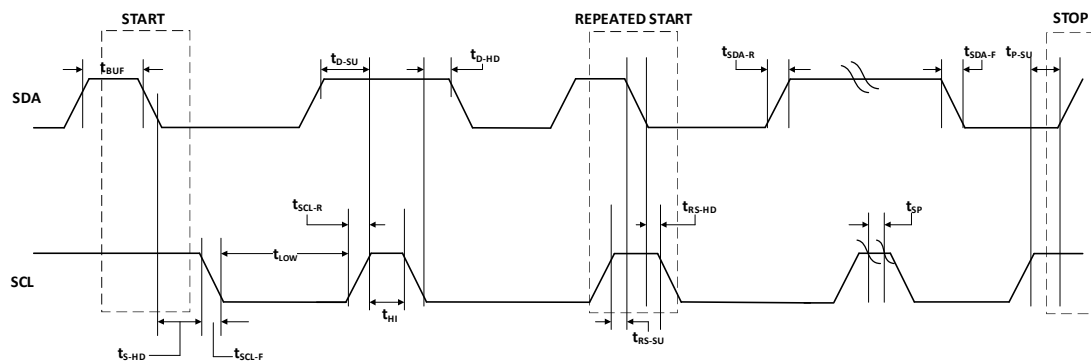 START
REPEATED START
STOP
tBUF
tD-SU
tD-HD
tSDA-R
tSDA-F
tP-SU
SDA
tSCL-R
tRS-HD
tSP
tLOW
SCL
tHI
tRS-SU
tS-HD
tSCL-F